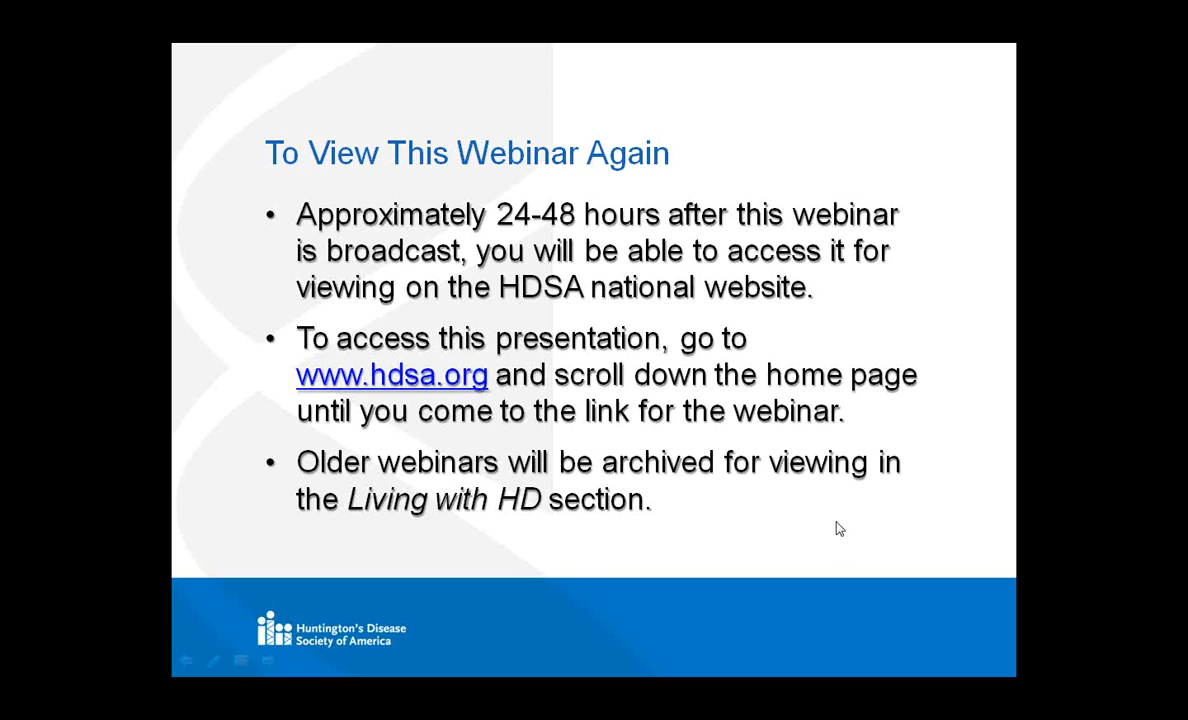 To View This Webinar Again
• Approximately 24-48 hours after this webinar
is broadcast, you will be able to access it for
viewing on the HDSA national website.
• To access this presentation, go to
www.hdsa.org and scroll down the home page
until you come to the link for the webinar.
• Older webinars will be archived for viewing in
the Living with HD section.
Huntington's Disease
Society of America